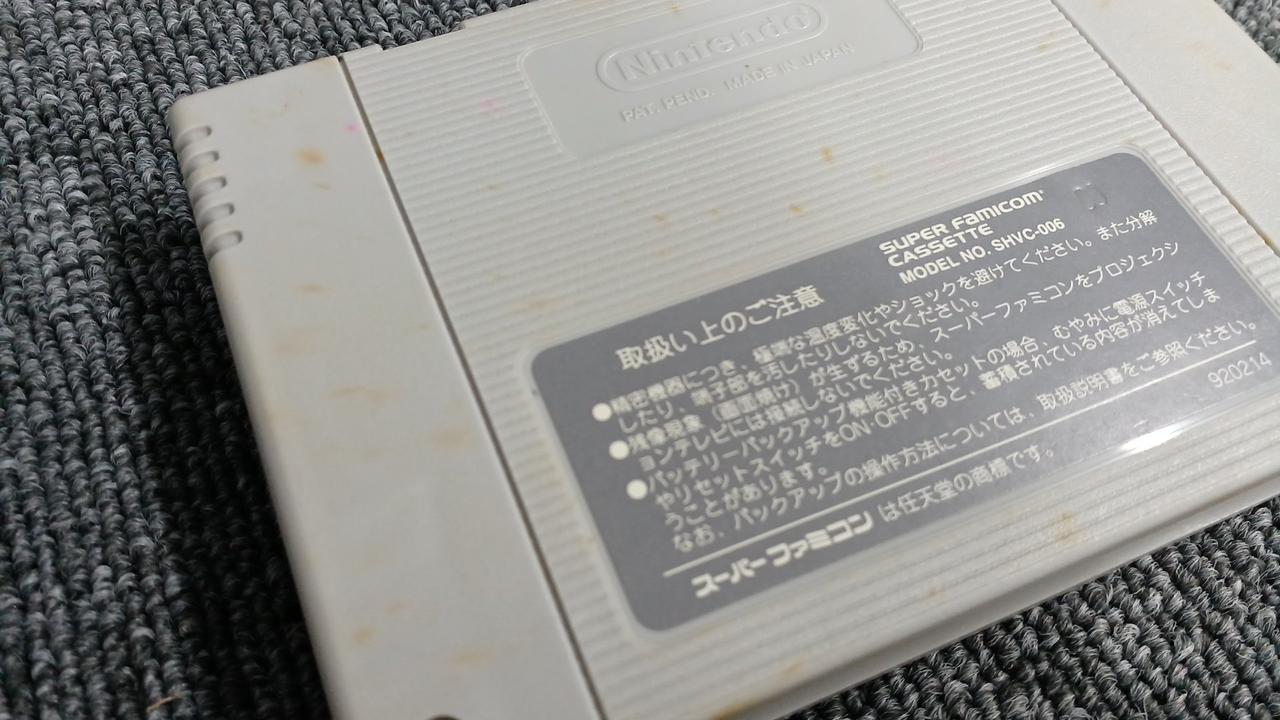 Nintendo®
PAT. PEND. MADE IN JAPAN
SUPER Famicom
CASSETTE
MODEL NO. SHVC-006
取扱い上のご注意
●精密機器につき、極端な温度変化やショックを避けてください。また分解
したり、端子部を汚したりしないでください。
●残像現象(画面焼け)が生ずるため、スーパーファミコンをプロジェクシ
ョンテレビには接続しないでください。
●バッテリーバックアップ機能付きカセットの場合、むやみに電源スイッチ
やリセットスイッチをON・OFFすると、蓄積されている内容が消えてしま
うことがあります。
なお、バックアップの操作方法については、取扱説明書をご参照ください。
920214
スーパーファミコン は任天堂の商標です。